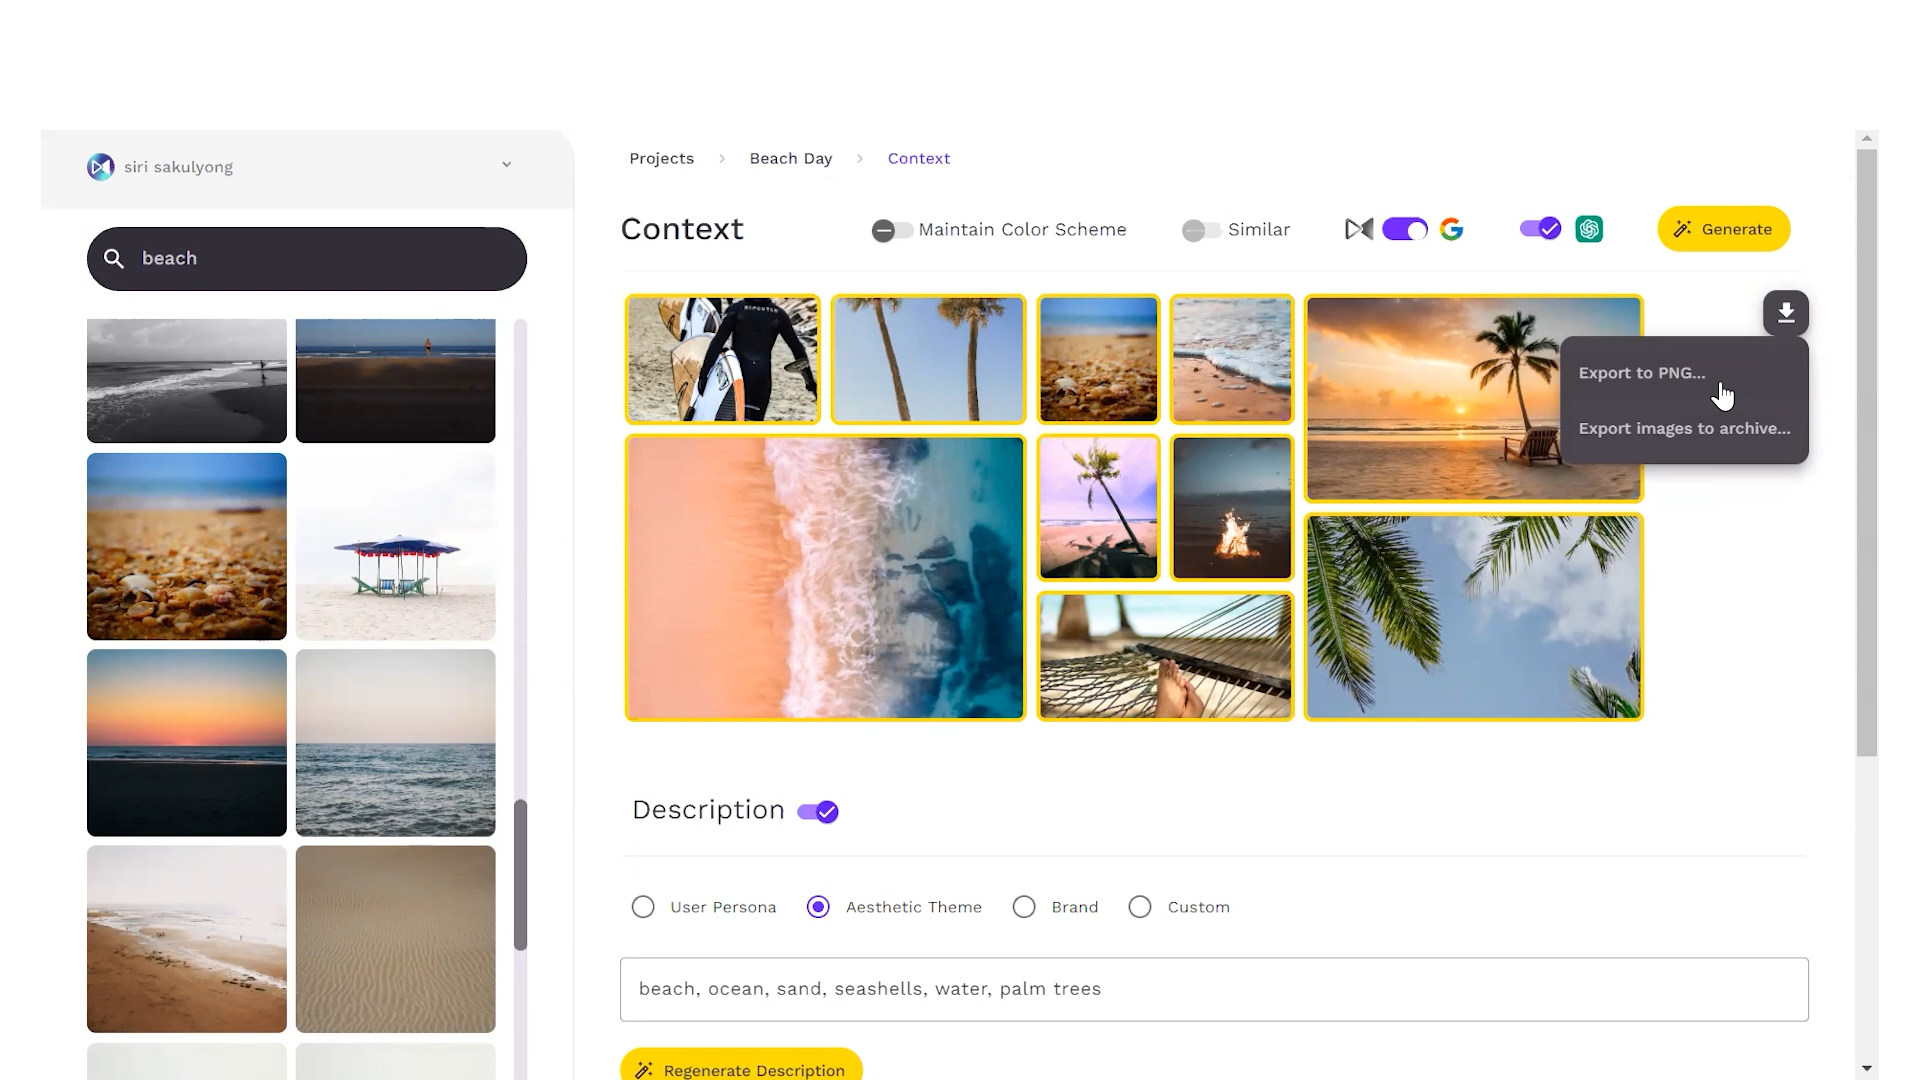 siri sakulyong
beach
Projects > Beach Day > Context
Context
Maintain Color Scheme
Similar
Generate
RIPCURL
Export to PNG...
Export images to archive...
Description
User Persona
Aesthetic Theme
Brand
Custom
beach, ocean, sand, seashells, water, palm trees
Regenerate Description